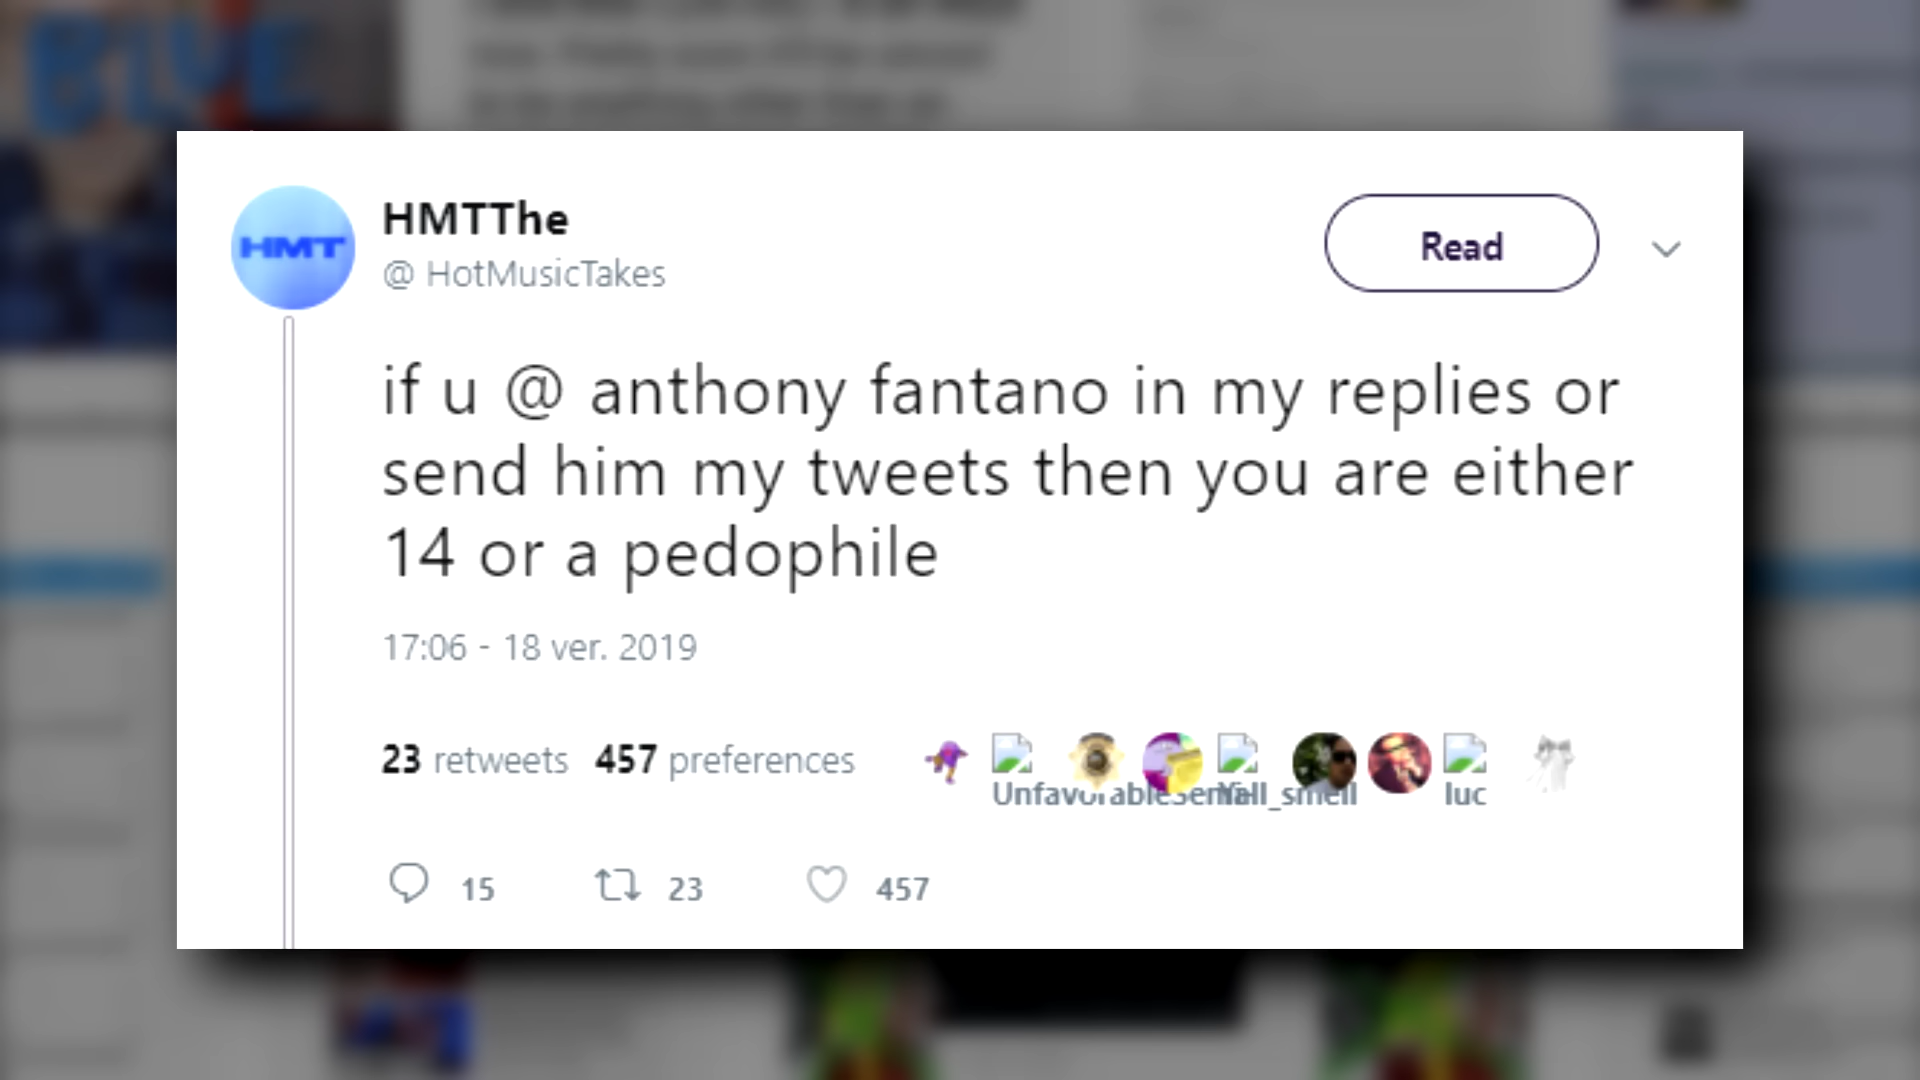 BLVE
HMT
HMTThe
@ HotMusicTakes
Read
if u @ anthony fantano in my replies or
send him my tweets then you are either
14 or a pedophile
17:06 - 18 ver. 2019
23 retweets 457 preferences
luc
15 23 457